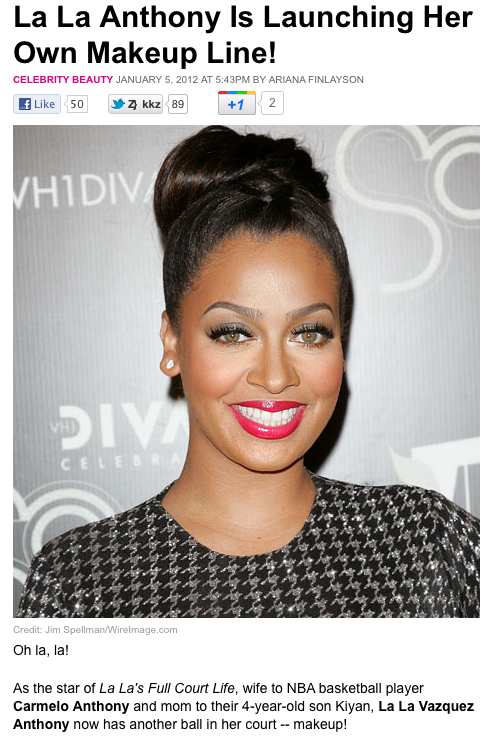 La La Anthony Is Launching Her
Own Makeup Line!
CELEBRITY BEAUTY JANUARY 5, 2012 AT 5:43PM BY ARIANA FINLAYSON
Like 50 kkz 89 +1 2
VH1DIVA
VH1 DIVA
CELEBRA
Credit: Jim Spellman/WireImage.com
Oh la, la!
As the star of La La's Full Court Life, wife to NBA basketball player
Carmelo Anthony and mom to their 4-year-old son Kiyan, La La Vazquez
Anthony now has another ball in her court -- makeup!